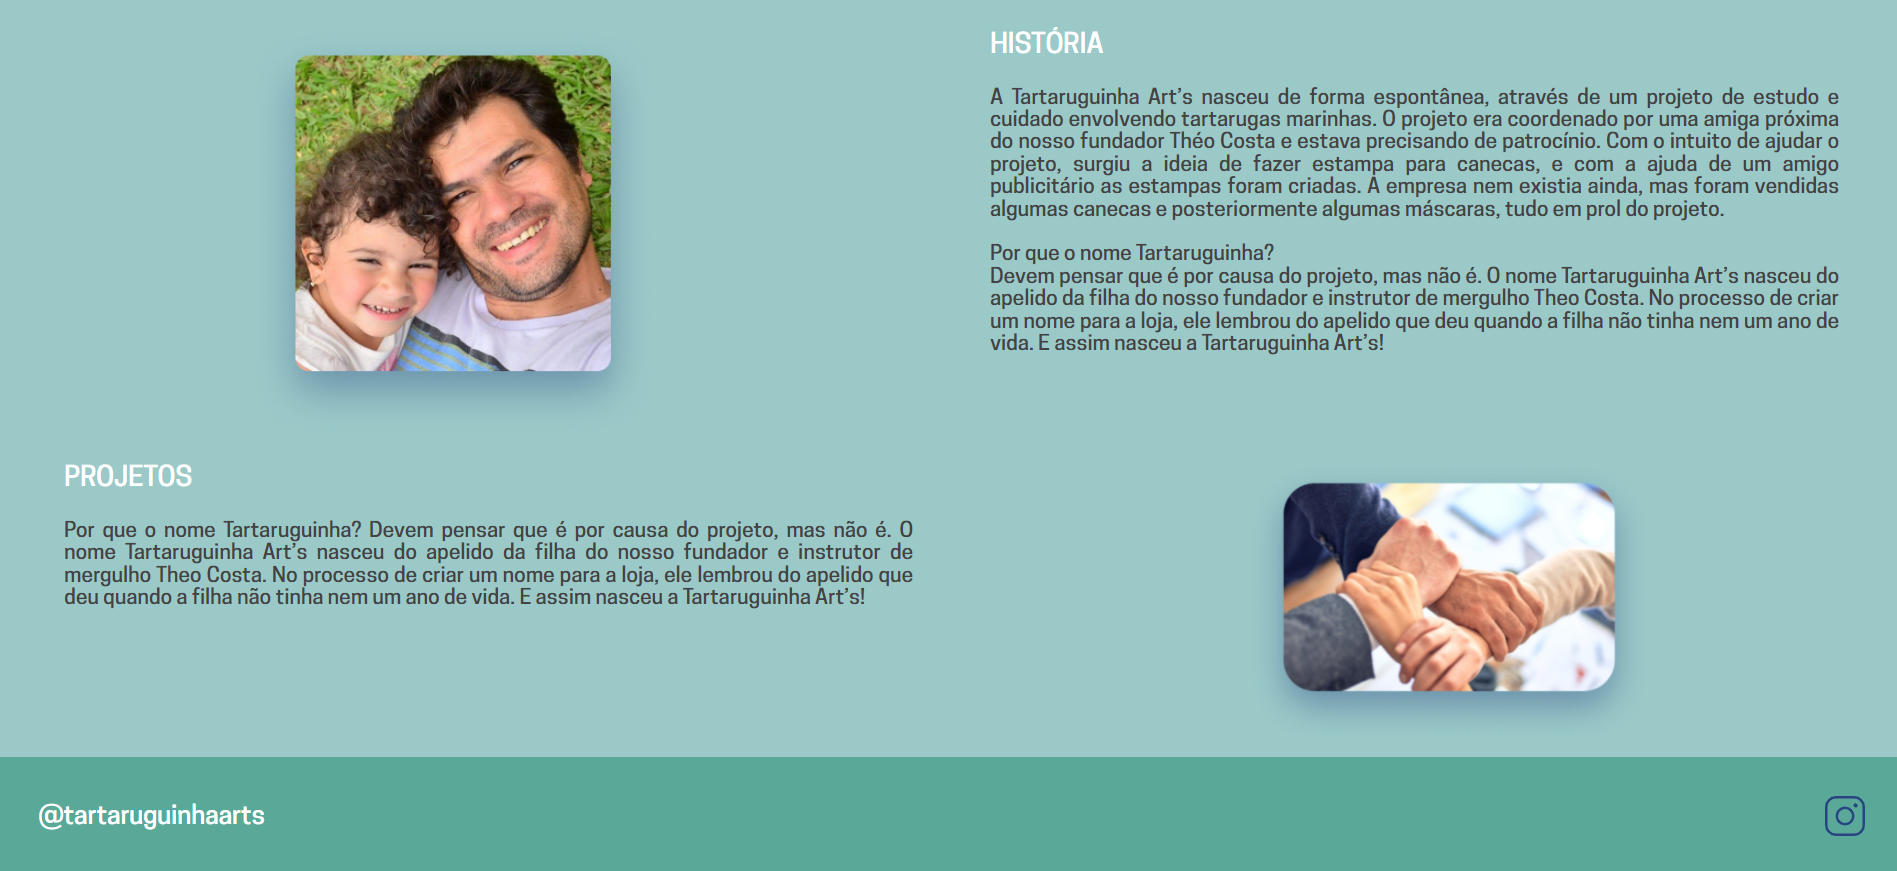 HISTÓRIA
A Tartaruguinha Art's nasceu de forma espontânea, através de um projeto de estudo e
cuidado envolvendo tartarugas marinhas. O projeto era coordenado por uma amiga próxima
do nosso fundador Théo Costa e estava precisando de patrocínio. Com o intuito de ajudar o
projeto, surgiu a ideia de fazer estampa para canecas, e com a ajuda de um amigo
publicitário as estampas foram criadas. A empresa nem existia ainda, mas foram vendidas
algumas canecas e posteriormente algumas máscaras, tudo em prol do projeto.
Por que o nome Tartaruguinha?
Devem pensar que é por causa do projeto, mas não é. O nome Tartaruguinha Art's nasceu do
apelido da filha do nosso fundador e instrutor de mergulho Theo Costa. No processo de criar
um nome para a loja, ele lembrou do apelido que deu quando a filha não tinha nem um ano de
vida. E assim nasceu a Tartaruguinha Art's!
PROJETOS
Por que o nome Tartaruguinha? Devem pensar que é por causa do projeto, mas não é. O
nome Tartaruguinha Art's nasceu do apelido da filha do nosso fundador e instrutor de
mergulho Theo Costa. No processo de criar um nome para a loja, ele lembrou do apelido que
deu quando a filha não tinha nem um ano de vida. E assim nasceu a Tartaruguinha Art's!
@tartaruguinhaarts